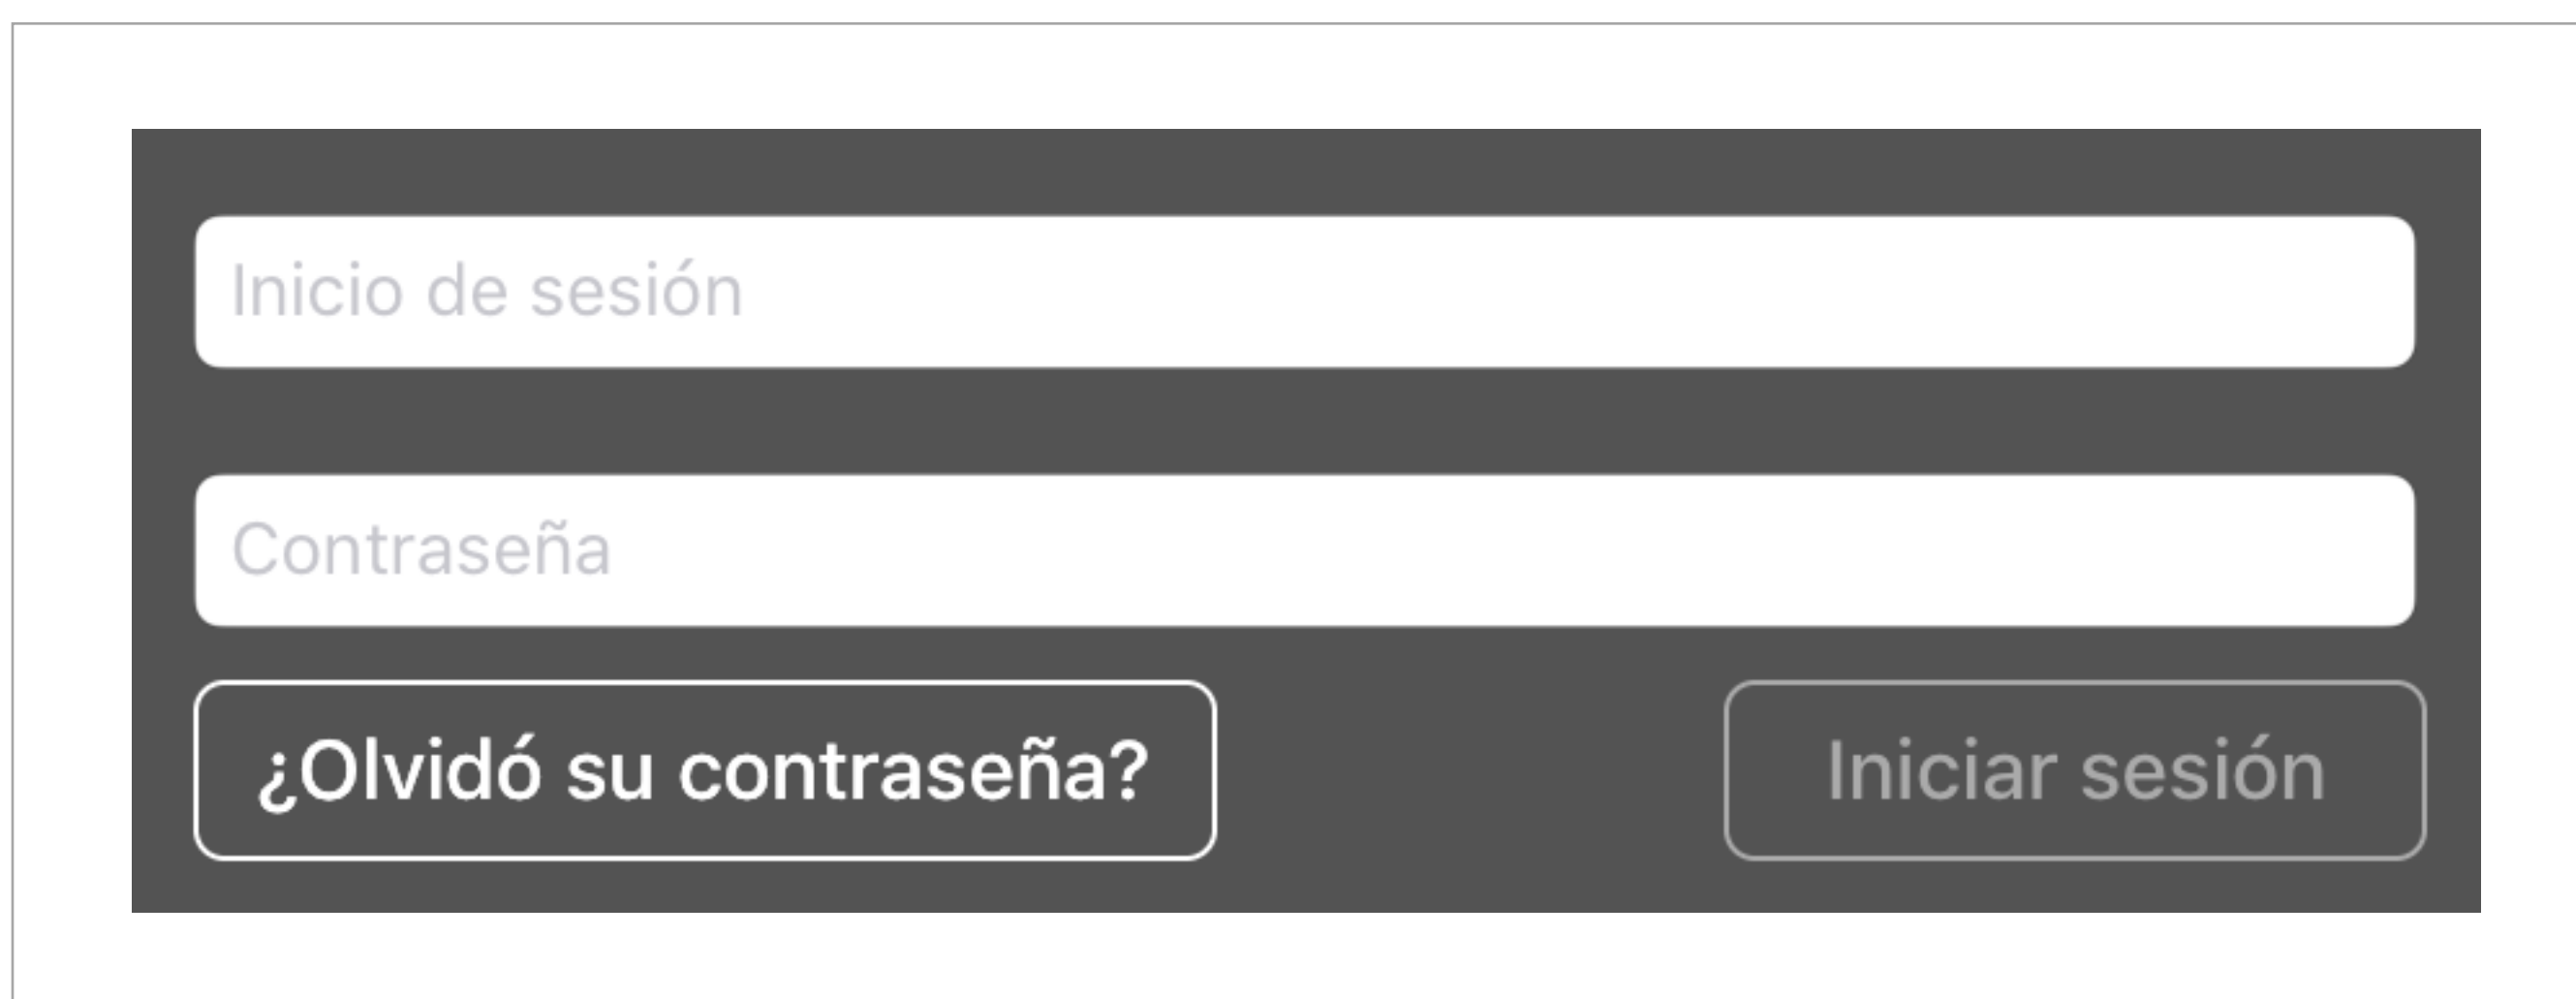 Inicio de sesión
Contraseña
¿Olvidó su contraseña? Iniciar sesión